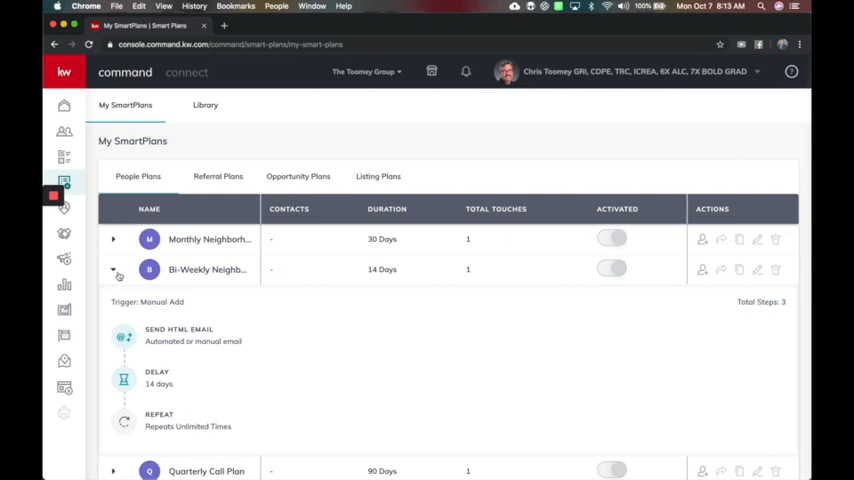 Chrome File Edit View History Bookmarks People Window Help 100% Mon Oct 7 8:13 AM
My SmartPlans | Smart Plans
console.command.kw.com/command/smart-plans/my-smart-plans
kw command connect The Toomey Group Chris Toomey GRI, CDPE, TRC, ICREA, 6X ALC, 7X BOLD GRAD ?
My SmartPlans Library
My SmartPlans
People Plans Referral Plans Opportunity Plans Listing Plans
NAME CONTACTS DURATION TOTAL TOUCHES ACTIVATED ACTIONS
M Monthly Neighborh... - 30 Days 1
B Bi-Weekly Neighb... - 14 Days 1
Trigger: Manual Add Total Steps: 3
SEND HTML EMAIL
Automated or manual email
DELAY
14 days
REPEAT
Repeats Unlimited Times
Q Quarterly Call Plan - 90 Days 1